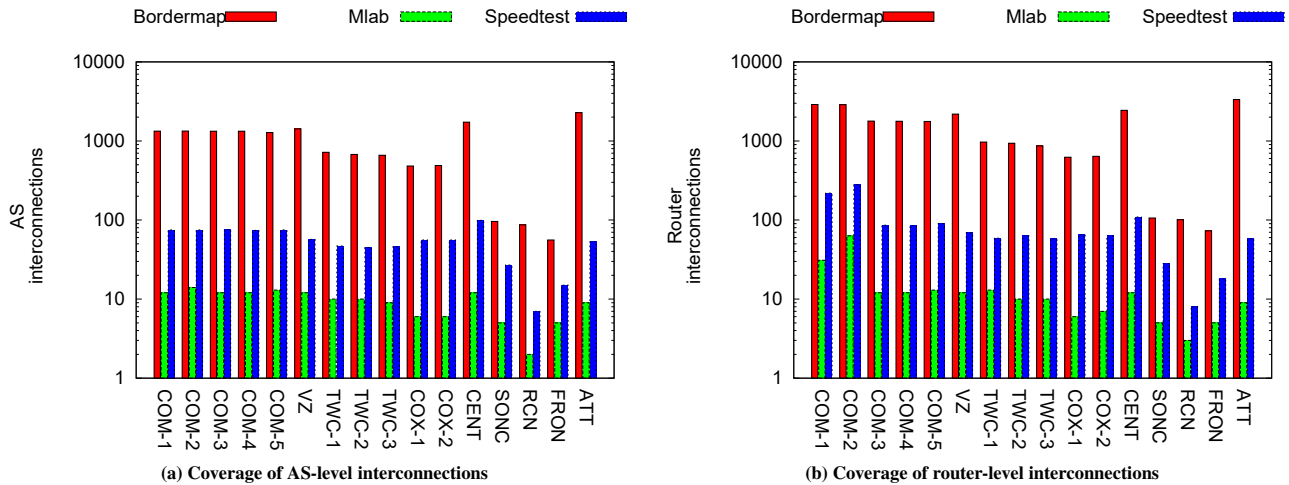 Bordermap Mlab Speedtest
10000
1000
100
10
1
AS
interconnections
COM-1 COM-2 COM-3 COM-4 COM-5 VZ TWC-1 TWC-2 TWC-3 COX-1 COX-2 CENT SONC RCN FRON ATT
(a) Coverage of AS-level interconnections
Bordermap Mlab Speedtest
10000
1000
100
10
1
Router
interconnections
COM-1 COM-2 COM-3 COM-4 COM-5 VZ TWC-1 TWC-2 TWC-3 COX-1 COX-2 CENT SONC RCN FRON ATT
(b) Coverage of router-level interconnections